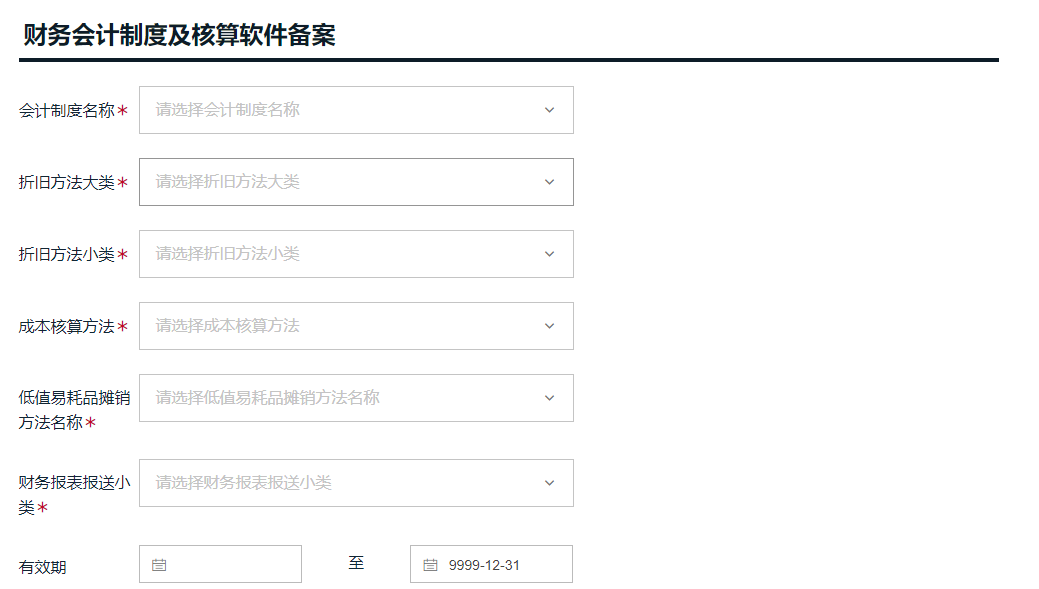 财务会计制度及核算软件备案
会计制度名称* 请选择会计制度名称
折旧方法大类* 请选择折旧方法大类
折旧方法小类* 请选择折旧方法小类
成本核算方法* 请选择成本核算方法
低值易耗品摊销 请选择低值易耗品摊销方法名称
方法名称*
财务报表报送小 请选择财务报表报送小类
类*
有效期 至 9999-12-31